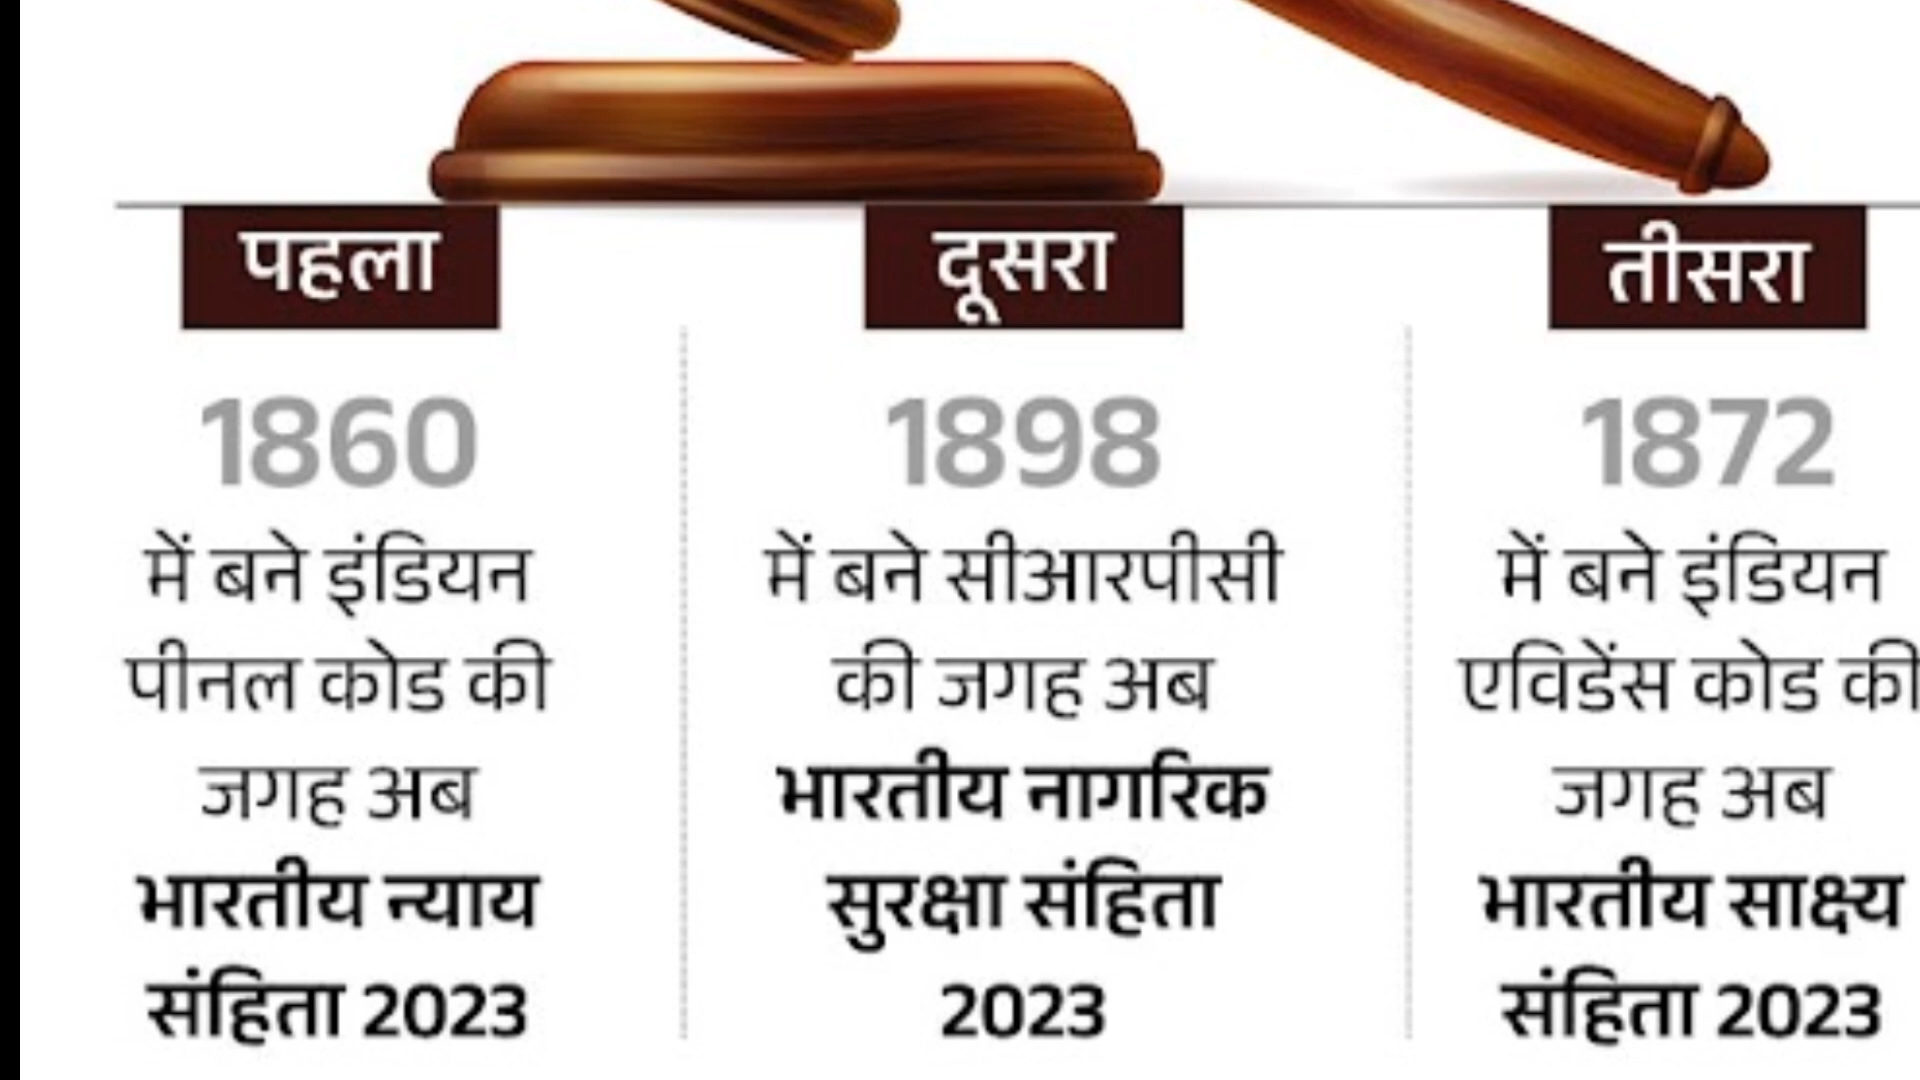 पहला
1860
में बने इंडियन
पीनल कोड की
जगह अब
भारतीय न्याय
संहिता 2023
दूसरा
1898
में बने सीआरपीसी
की जगह अब
भारतीय नागरिक
सुरक्षा संहिता
2023
तीसरा
1872
में बने इंडियन
एविडेंस कोड की
जगह अब
भारतीय साक्ष्य
संहिता 2023